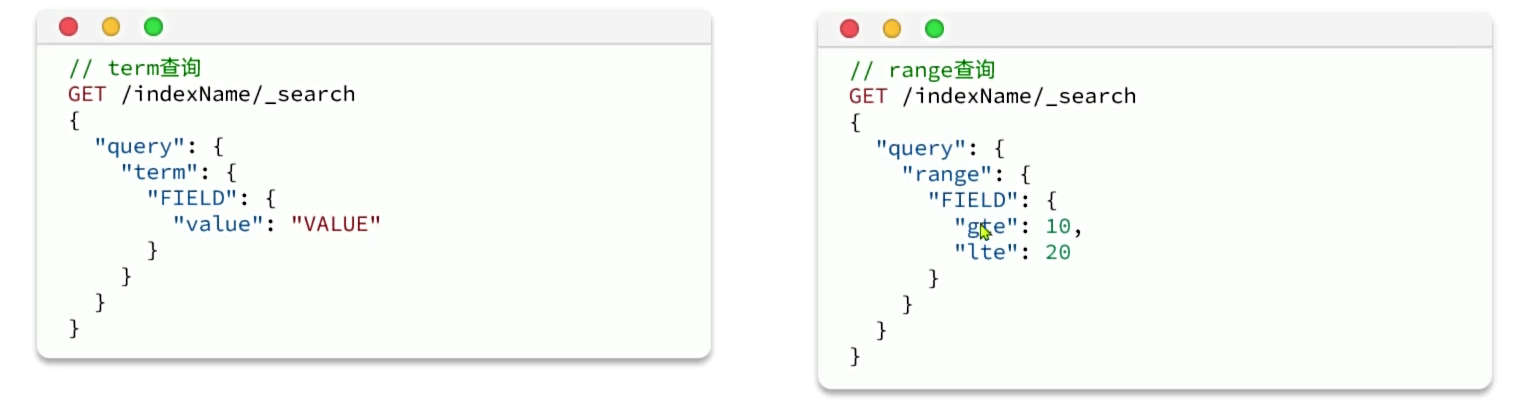 // term查询
GET /indexName/_search
{
  "query": {
    "term": {
      "FIELD": {
        "value": "VALUE"
      }
    }
  }
}
// range查询
GET /indexName/_search
{
  "query": {
    "range": {
      "FIELD": {
        "gte": 10,
        "lte": 20
      }
    }
  }
}